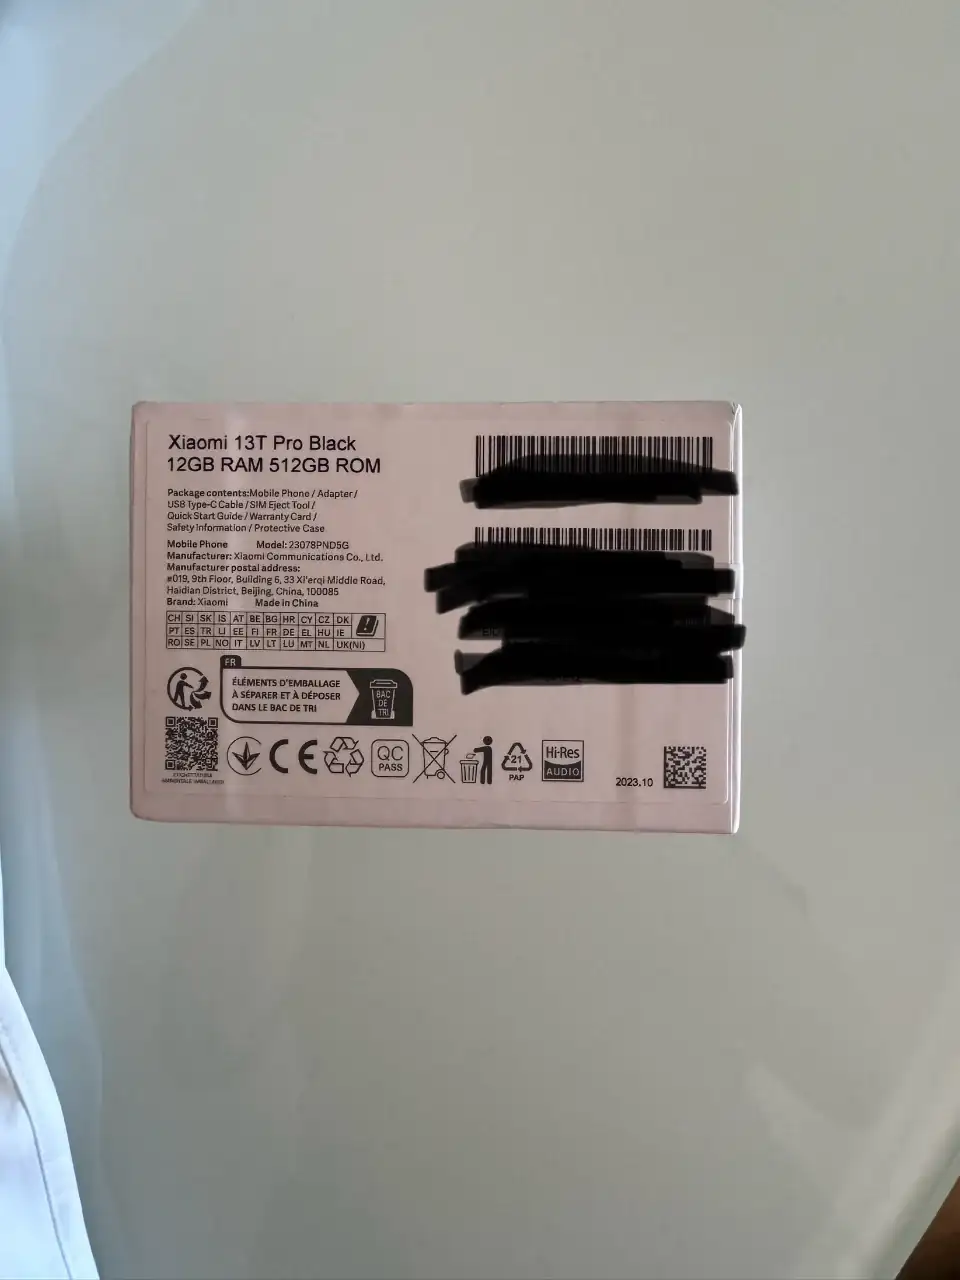 Xiaomi 13T Pro Black
12GB RAM 512GB ROM
Package contents:Mobile Phone / Adapter /
USB Type-C Cable / SIM Eject Tool /
Quick Start Guide / Warranty Card /
Safety Information / Protective Case
Mobile Phone Model: 23078PND5G
Manufacturer: Xiaomi Communications Co., Ltd.
Manufacturer postal address:
#019, 9th Floor, Building 6, 33 Xi'erqi Middle Road,
Haidian District, Beijing, China, 100085
Brand: Xiaomi Made in China
CH SI SK IS AT BE BG HR CY CZ DK
PT ES TR LI EE FI FR DE EL HU IE
RO SE PL NO IT LV LT LU MT NL UK(NI)
FR
ÉLÉMENTS D'EMBALLAGE
À SÉPARER ET À DÉPOSER
DANS LE BAC DE TRI
BAC
DE
TRI
CE
QC
PASS
21
PAP
Hi-Res
AUDIO
2023.10